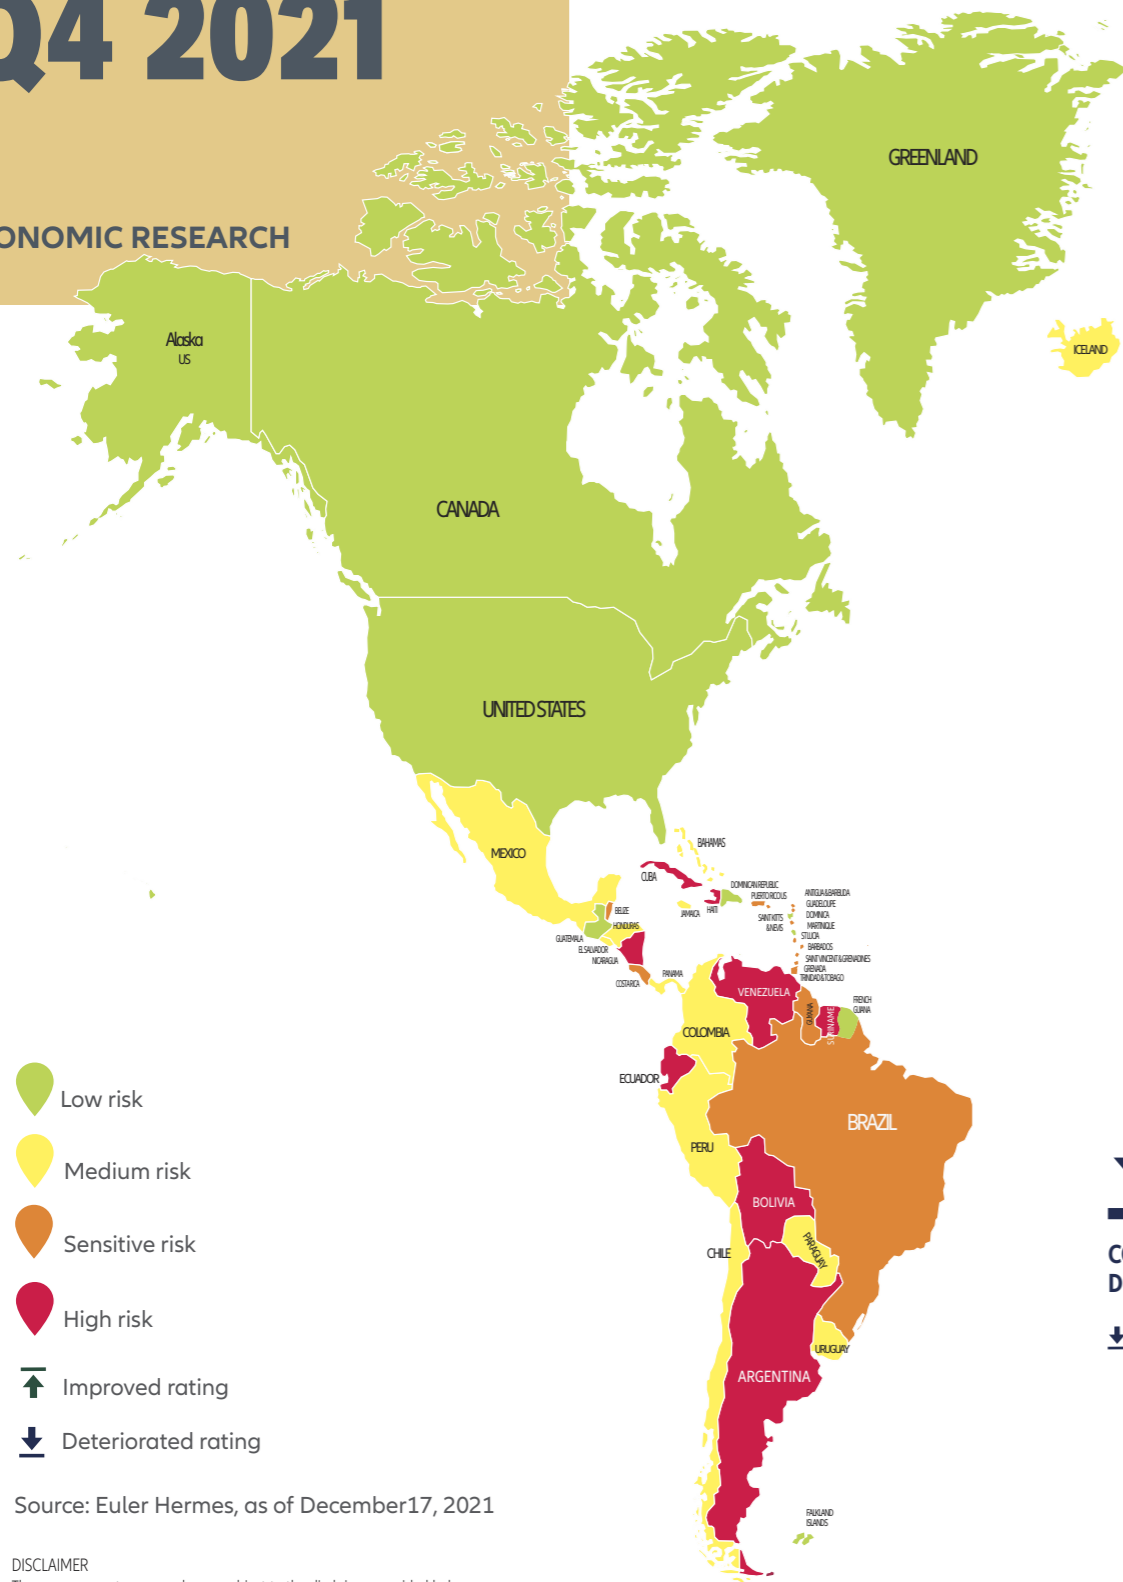 Q4 2021
ONOMIC RESEARCH
GREENLAND
Alaska
US
ICELAND
CANADA
UNITED STATES
MEXICO
BAHAMAS
CUBA
DOMINICAN REPUBLIC
PUERTO RICO US
ANTIGUA & BARBUDA
GUADELOUPE
DOMINICA
MARTINIQUE
ST LUCIA
BARBADOS
SAINT VINCENT & GRENADINES
GRENADA
TRINIDAD & TOBAGO
SAINT KITTS
& NEVIS
JAMAICA
HAITI
BELIZE
HONDURAS
GUATEMALA
EL SALVADOR
NICARAGUA
COSTA RICA
PANAMA
VENEZUELA
GUYANA
SURINAME
FRENCH
GUIANA
COLOMBIA
ECUADOR
BRAZIL
PERU
BOLIVIA
PARAGUAY
CHILE
URUGUAY
ARGENTINA
FALKLAND
ISLANDS
Low risk
Medium risk
Sensitive risk
High risk
Improved rating
Deteriorated rating
Source: Euler Hermes, as of December17, 2021
DISCLAIMER